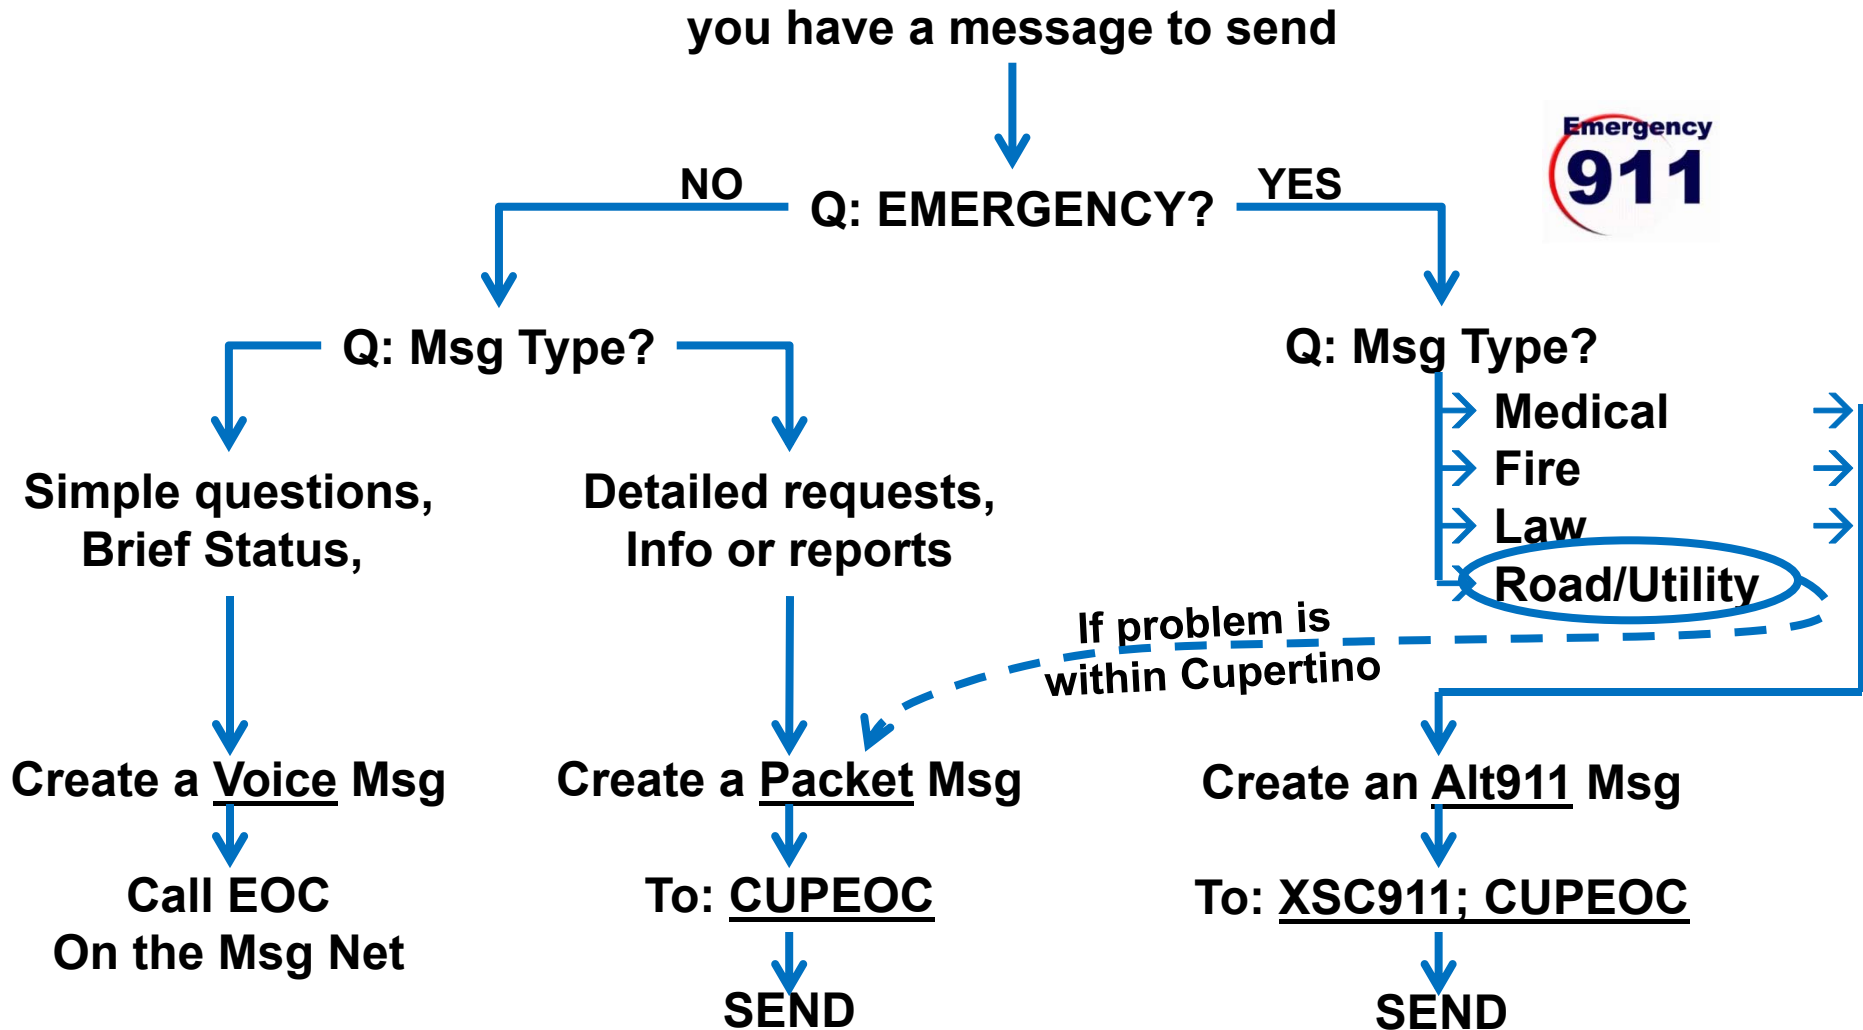 you have a message to send
Emergency
911
NO
Q: EMERGENCY?
YES
Q: Msg Type?
Q: Msg Type?
Medical
Fire
Law
Road/Utility
Simple questions,
Brief Status,
Detailed requests,
Info or reports
If problem is
within Cupertino
Create a Voice Msg
Create a Packet Msg
Create an Alt911 Msg
Call EOC
On the Msg Net
To: CUPEOC
To: XSC911; CUPEOC
SEND
SEND